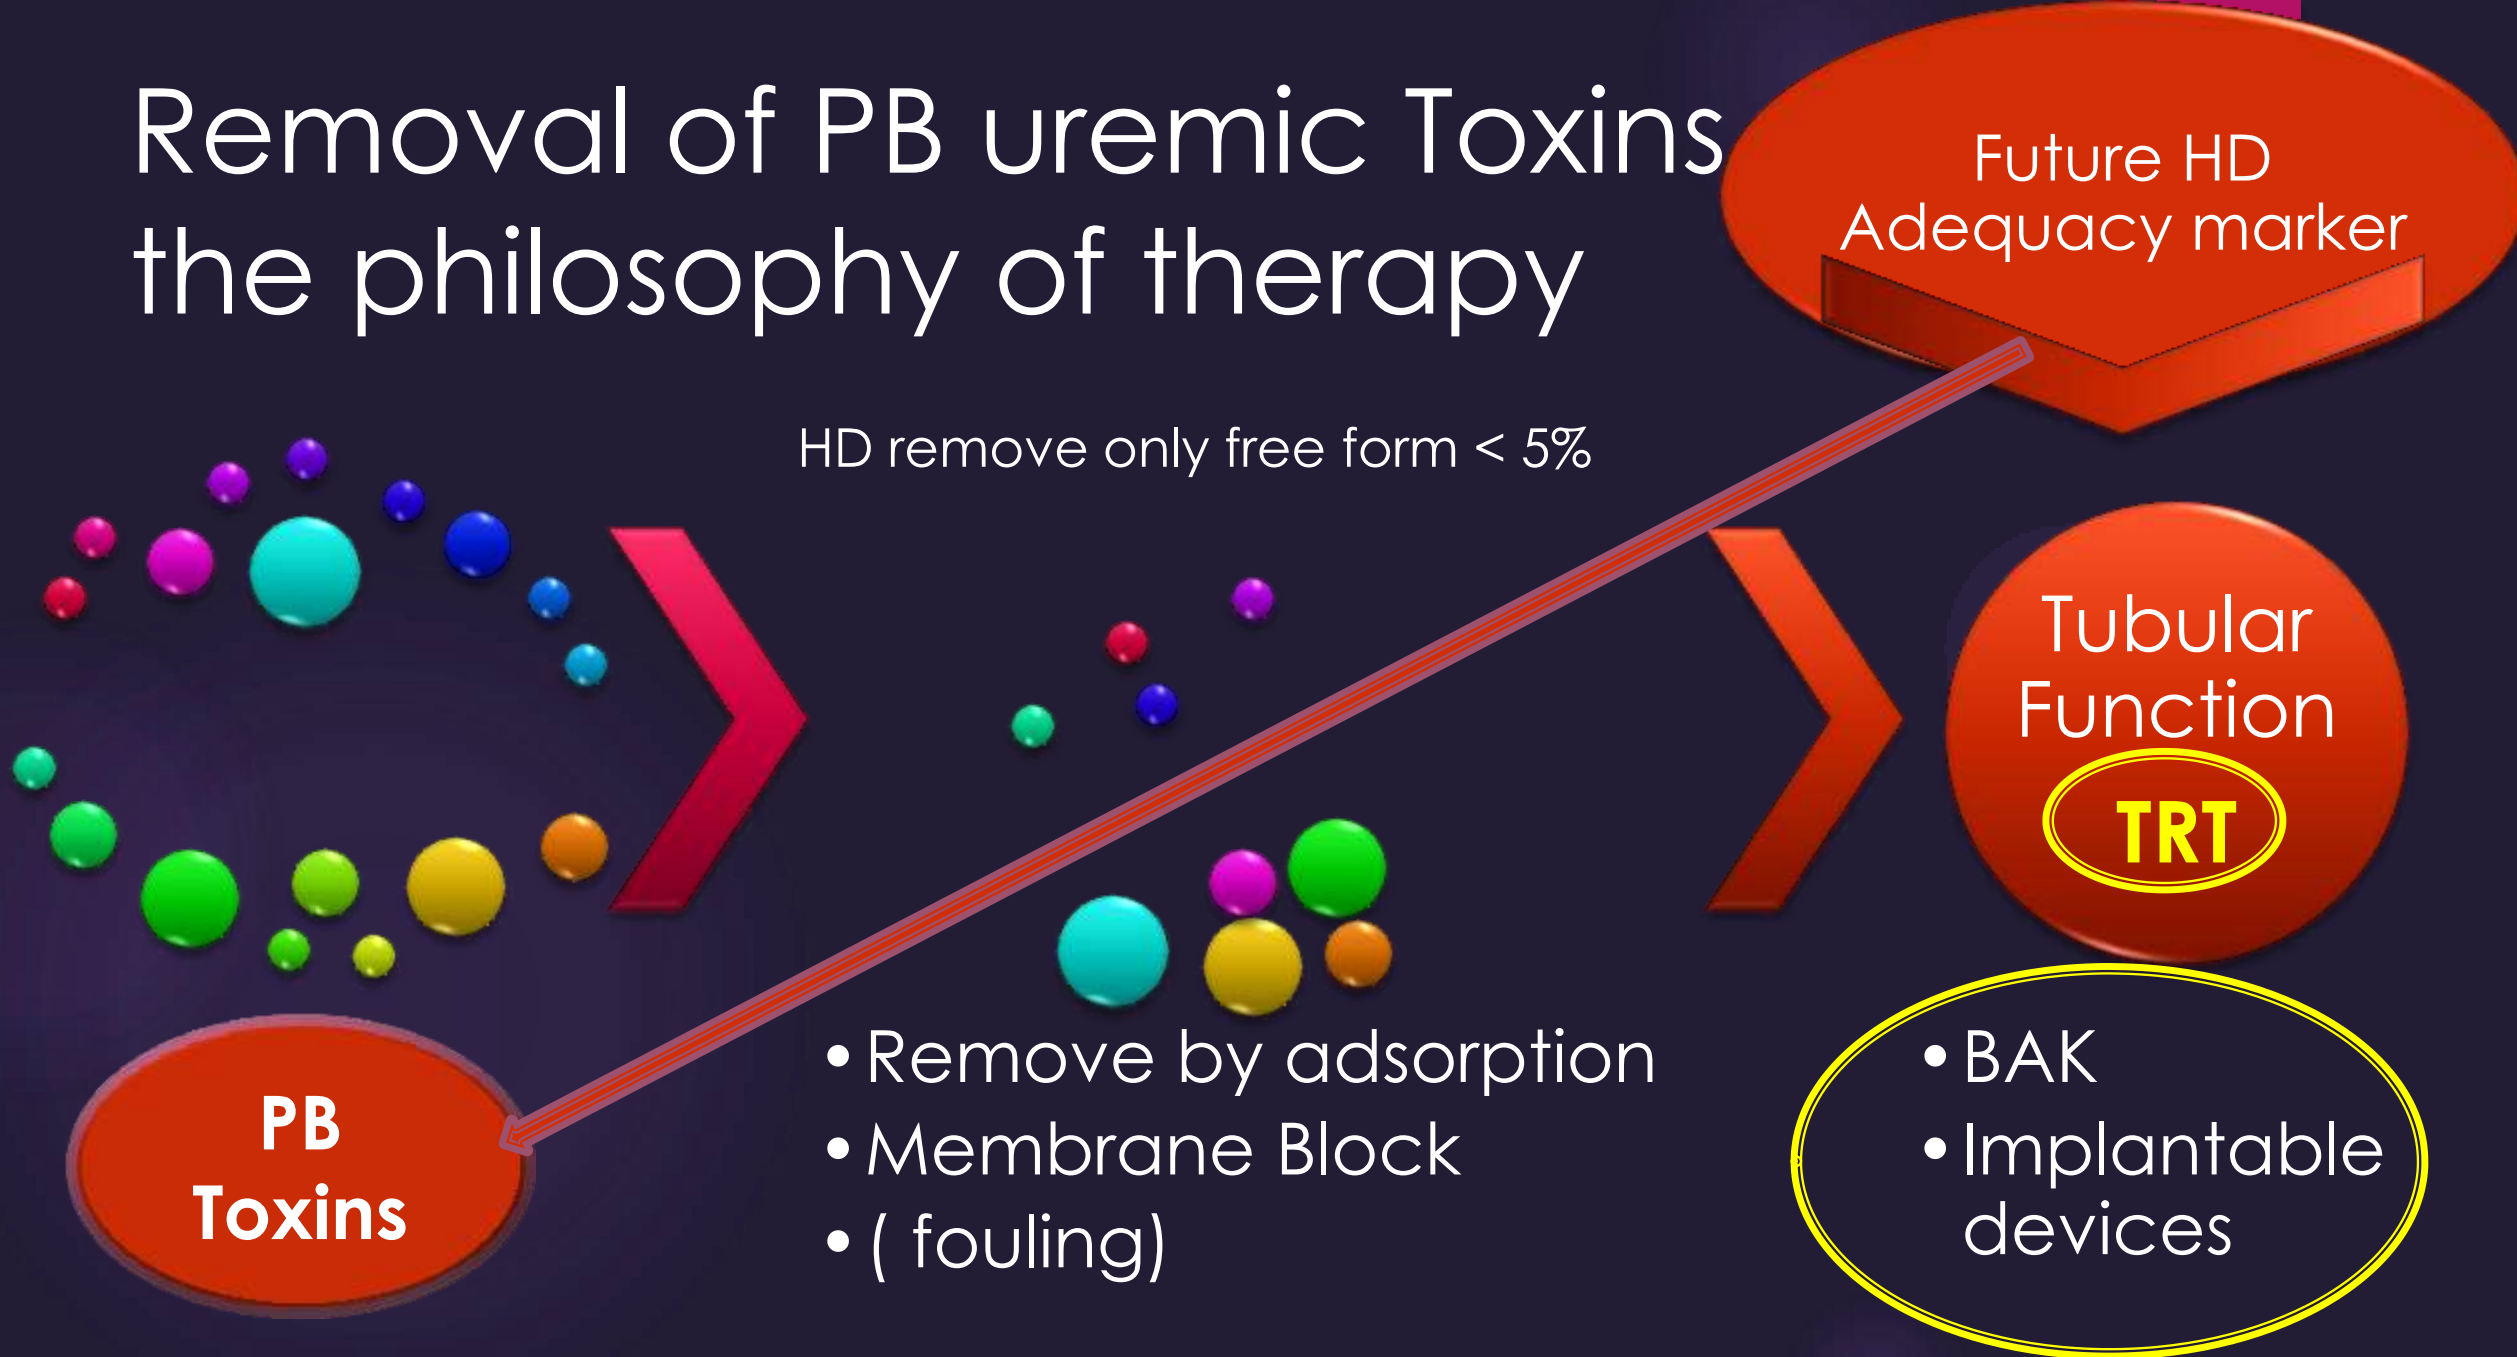 Removal of PB uremic Toxins
the philosophy of therapy
Future HD
Adequacy marker
HD remove only free form < 5%
Tubular
Function
TRT
PB
Toxins
• Remove by adsorption
• Membrane Block
• ( fouling)
• BAK
• Implantable
devices